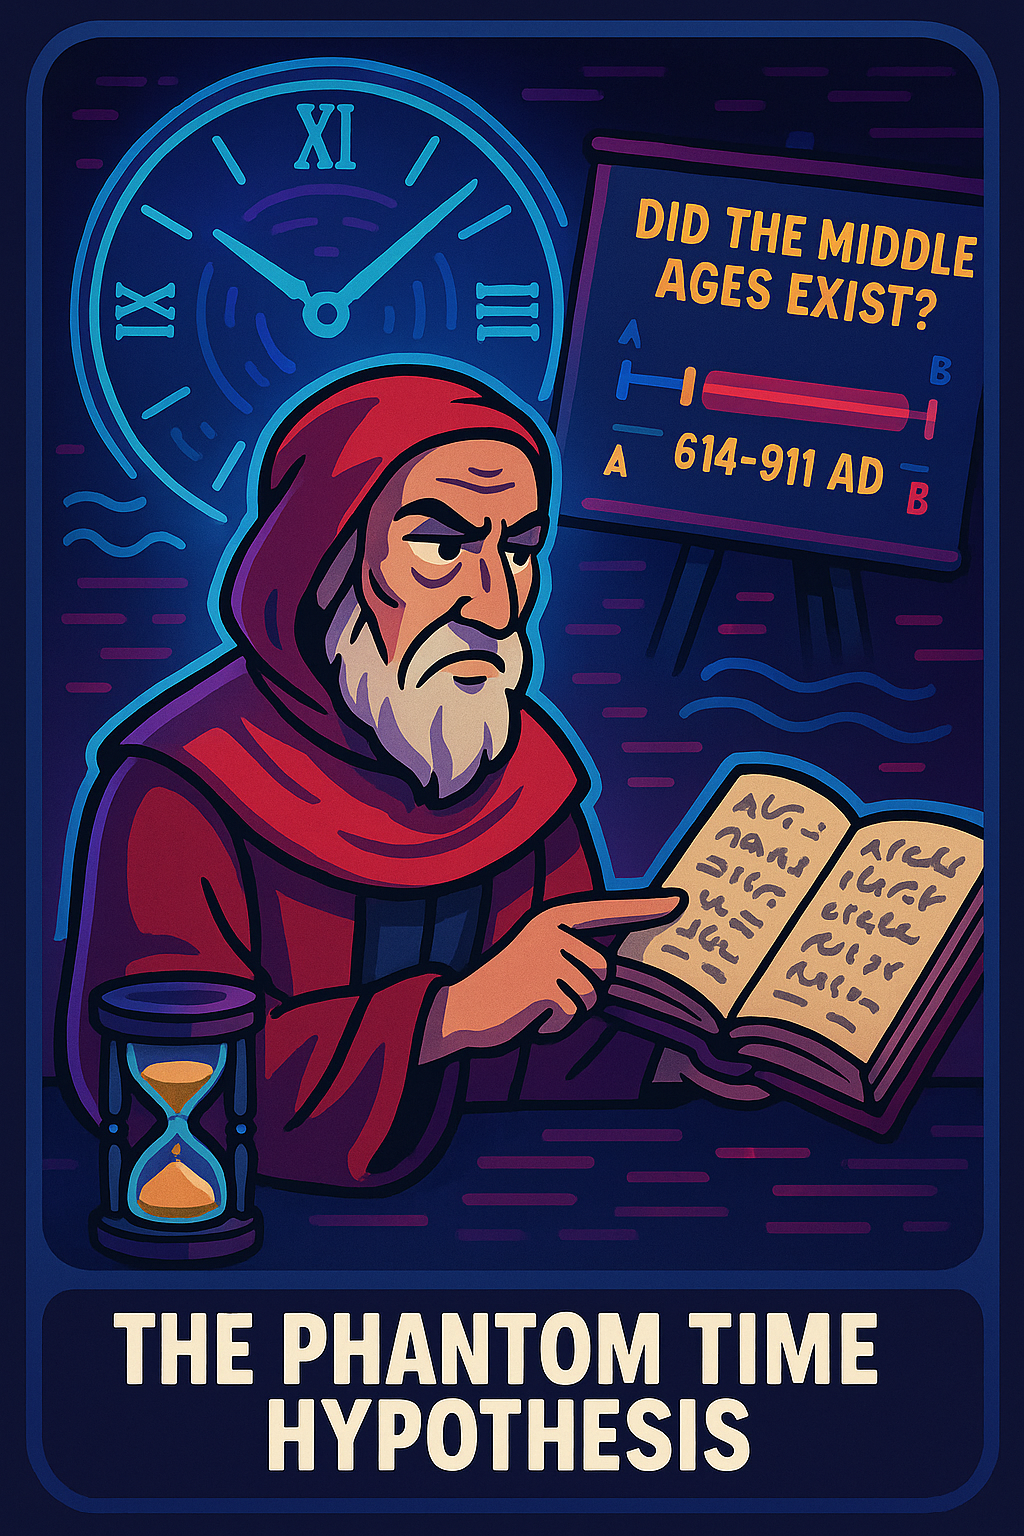 XI
IX
III
DID THE MIDDLE
AGES EXIST?
A
B
614-911 AD
A
B
THE PHANTOM TIME
HYPOTHESIS